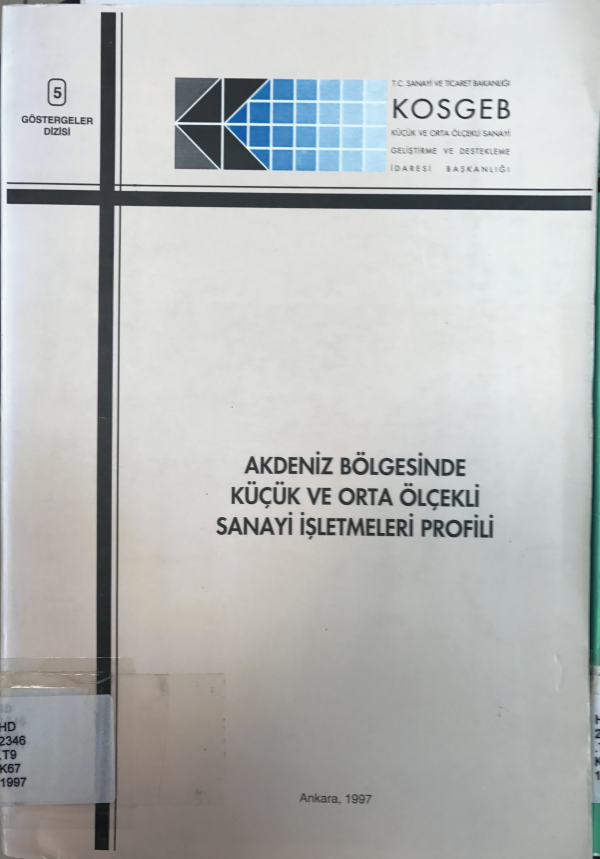 5
GÖSTERGELER
DİZİSİ
T.C. SANAYİ VE TİCARET BAKANLIĞI
KOSGEB
KÜÇÜK VE ORTA ÖLÇEKLİ SANAYİ
GELİŞTİRME VE DESTEKLEME
İDARESİ BAŞKANLIĞI
AKDENİZ BÖLGESİNDE
KÜÇÜK VE ORTA ÖLÇEKLİ
SANAYİ İŞLETMELERİ PROFİLİ
HD
2346
.T9
K67
1997
Ankara, 1997